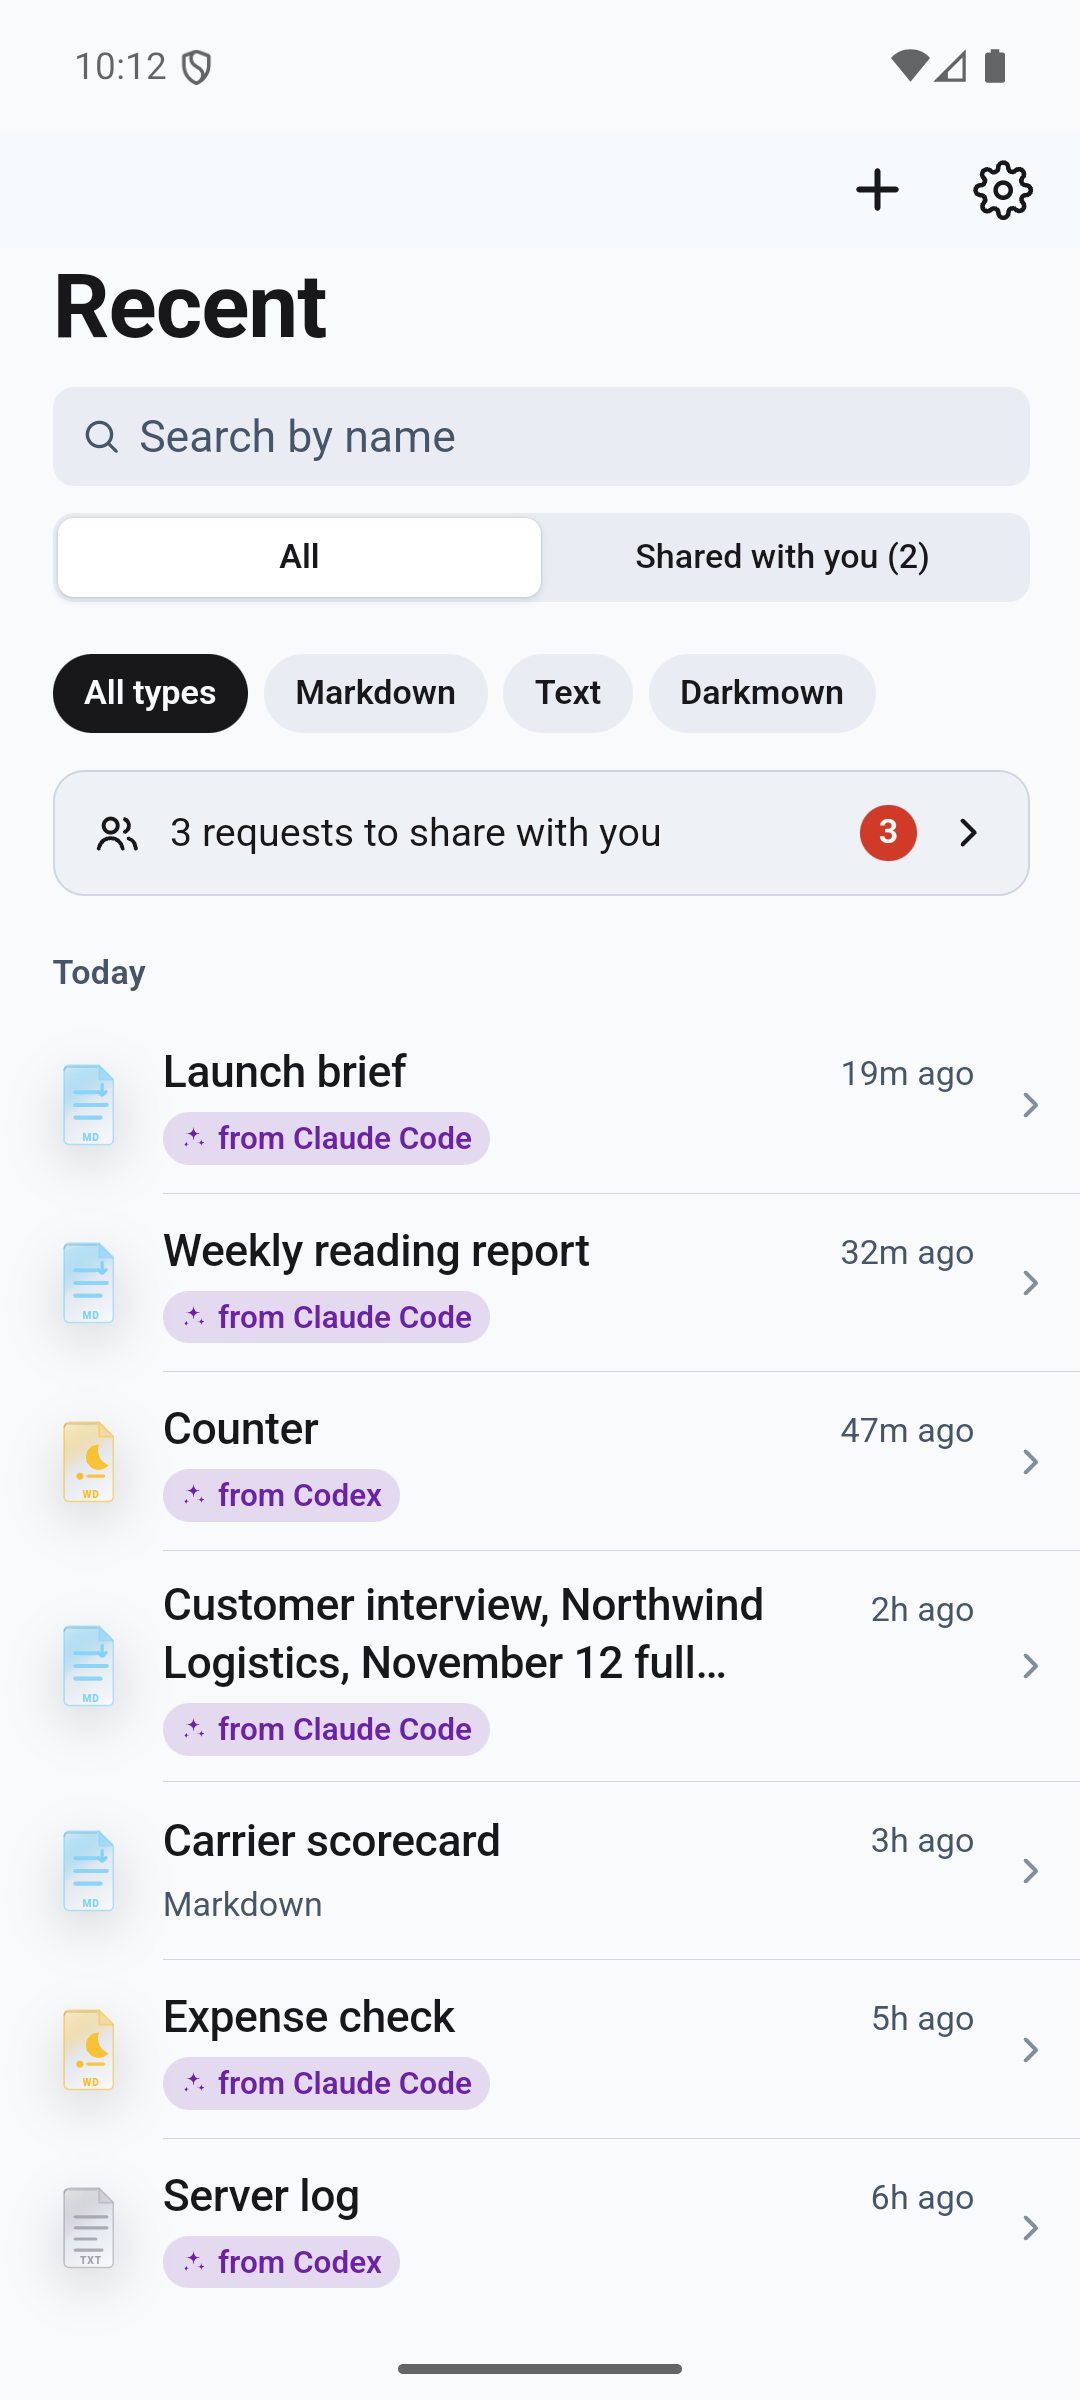 10:12
Recent
Search by name
All
Shared with you (2)
All types
Markdown
Text
Darkmown
3 requests to share with you
3
Today
Launch brief
19m ago
MD
from Claude Code
Weekly reading report
32m ago
MD
from Claude Code
Counter
47m ago
WD
from Codex
Customer interview, Northwind
2h ago
Logistics, November 12 full...
MD
from Claude Code
Carrier scorecard
3h ago
MD
Markdown
Expense check
5h ago
WD
from Claude Code
Server log
6h ago
TXT
from Codex